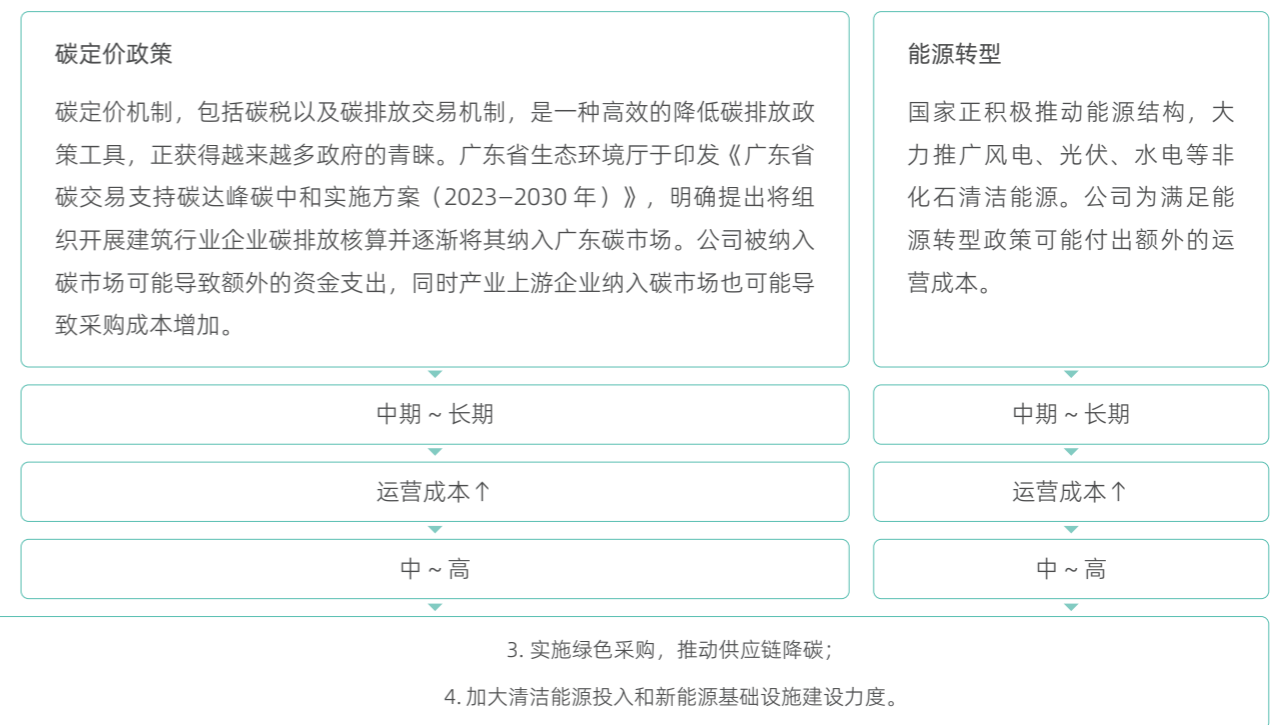 碳定价政策
碳定价机制，包括碳税以及碳排放交易机制，是一种高效的降低碳排放政
策工具，正获得越来越多政府的青睐。广东省生态环境厅于印发《广东省
碳交易支持碳达峰碳中和实施方案（2023—2030 年）》，明确提出将组
织开展建筑行业企业碳排放核算并逐渐将其纳入广东碳市场。公司被纳入
碳市场可能导致额外的资金支出，同时产业上游企业纳入碳市场也可能导
致采购成本增加。
中期 ~ 长期
运营成本↑
中 ~ 高
能源转型
国家正积极推动能源结构，大
力推广风电、光伏、水电等非
化石清洁能源。公司为满足能
源转型政策可能付出额外的运
营成本。
中期 ~ 长期
运营成本↑
中 ~ 高
3. 实施绿色采购，推动供应链降碳；
4. 加大清洁能源投入和新能源基础设施建设力度。